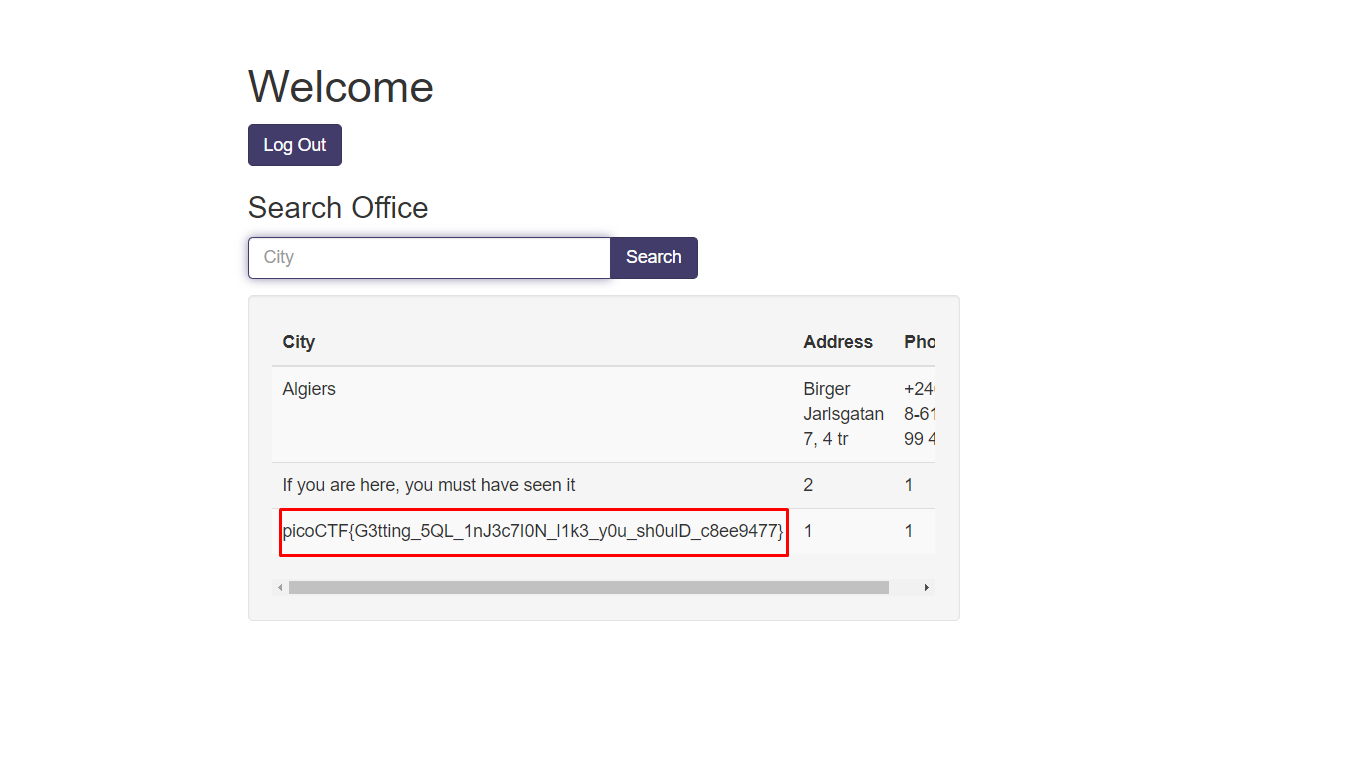 Welcome
Log Out
Search Office
City Search
City Address Pho
Algiers Birger +24
Jarlsgatan 8-61
7, 4 tr 99 4
If you are here, you must have seen it 2 1
picoCTF{G3tting_5QL_1nJ3c7I0N_l1k3_y0u_sh0ulD_c8ee9477} 1 1